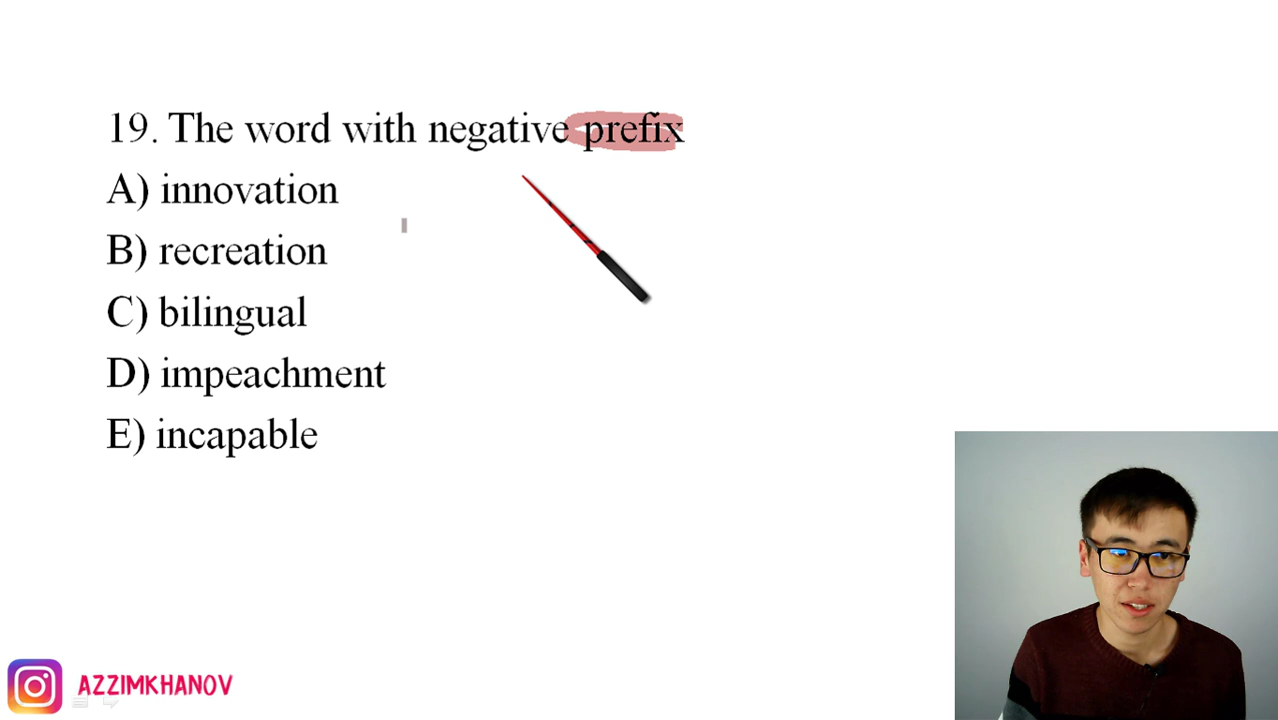 19. The word with negative prefix
A) innovation
B) recreation
C) bilingual
D) impeachment
E) incapable
AZZIMKHANOV